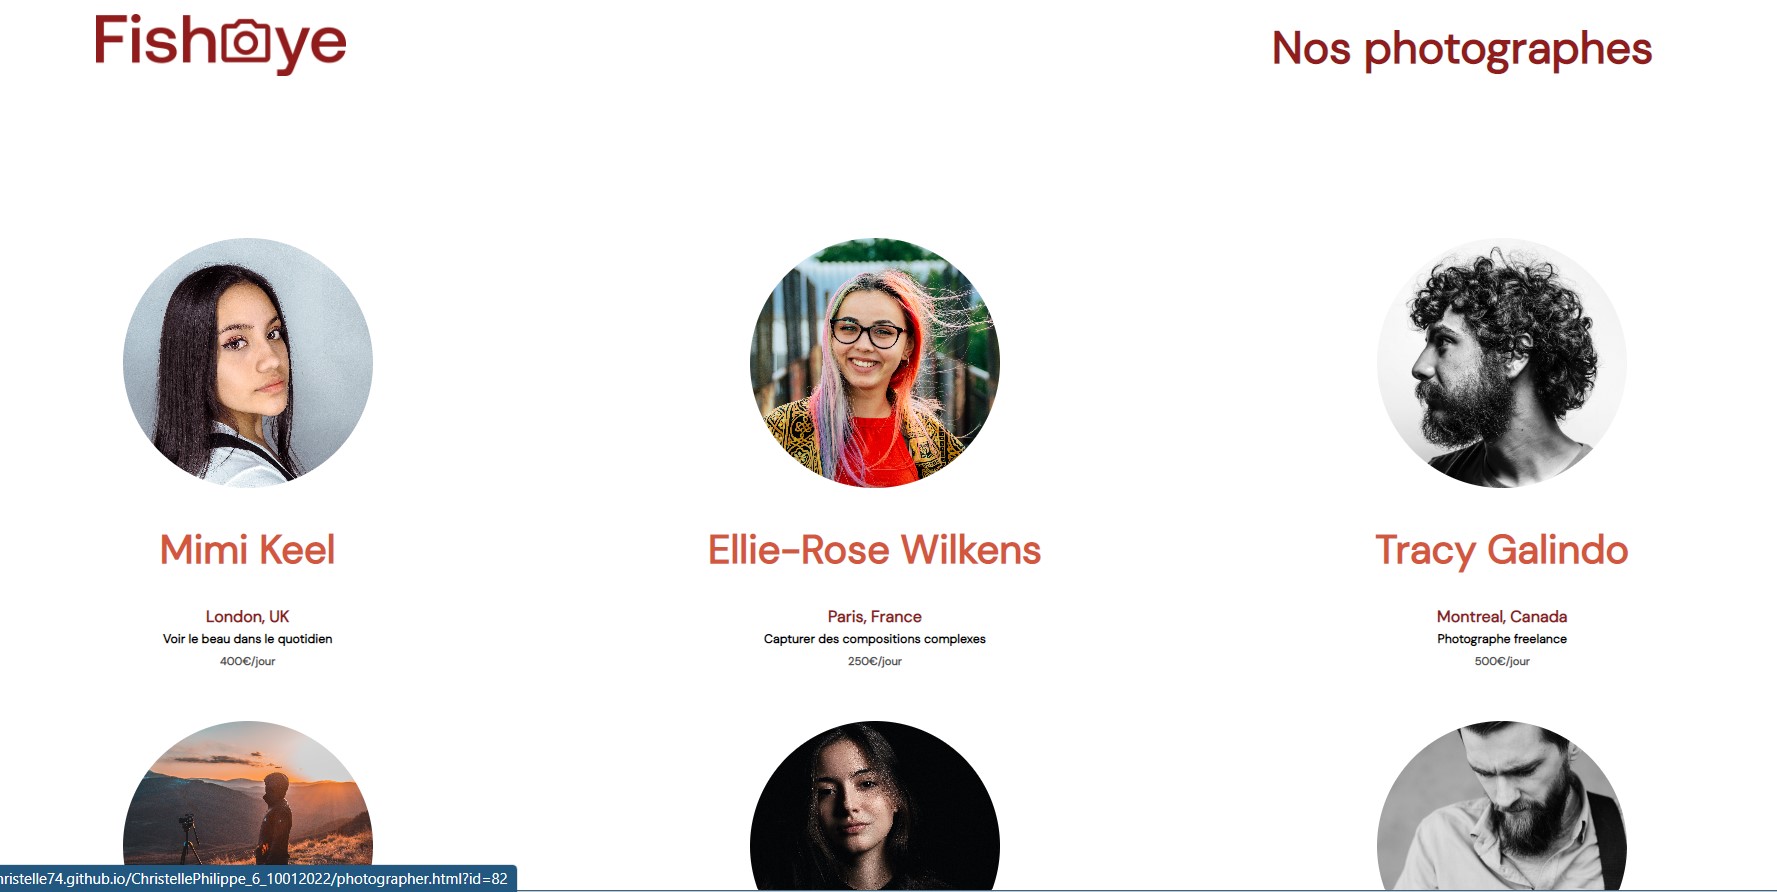 Fisheye
Nos photographes
Mimi Keel
Ellie-Rose Wilkens
Tracy Galindo
London, UK
Voir le beau dans le quotidien
400€/jour
Paris, France
Capturer des compositions complexes
250€/jour
Montreal, Canada
Photographe freelance
500€/jour
ristelle74.github.io/ChristellePhilippe_6_10012022/photographer.html?id=82